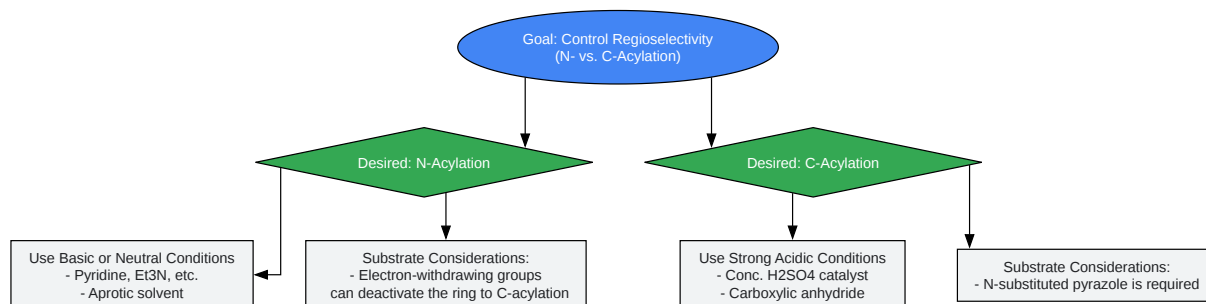 Goal: Control Regioselectivity
(N- vs. C-Acylation)
Desired: N-Acylation
Desired: C-Acylation
Use Basic or Neutral Conditions
- Pyridine, Et3N, etc.
- Aprotic solvent
Substrate Considerations:
- Electron-withdrawing groups
can deactivate the ring to C-acylation
Use Strong Acidic Conditions
- Conc. H2SO4 catalyst
- Carboxylic anhydride
Substrate Considerations:
- N-substituted pyrazole is required